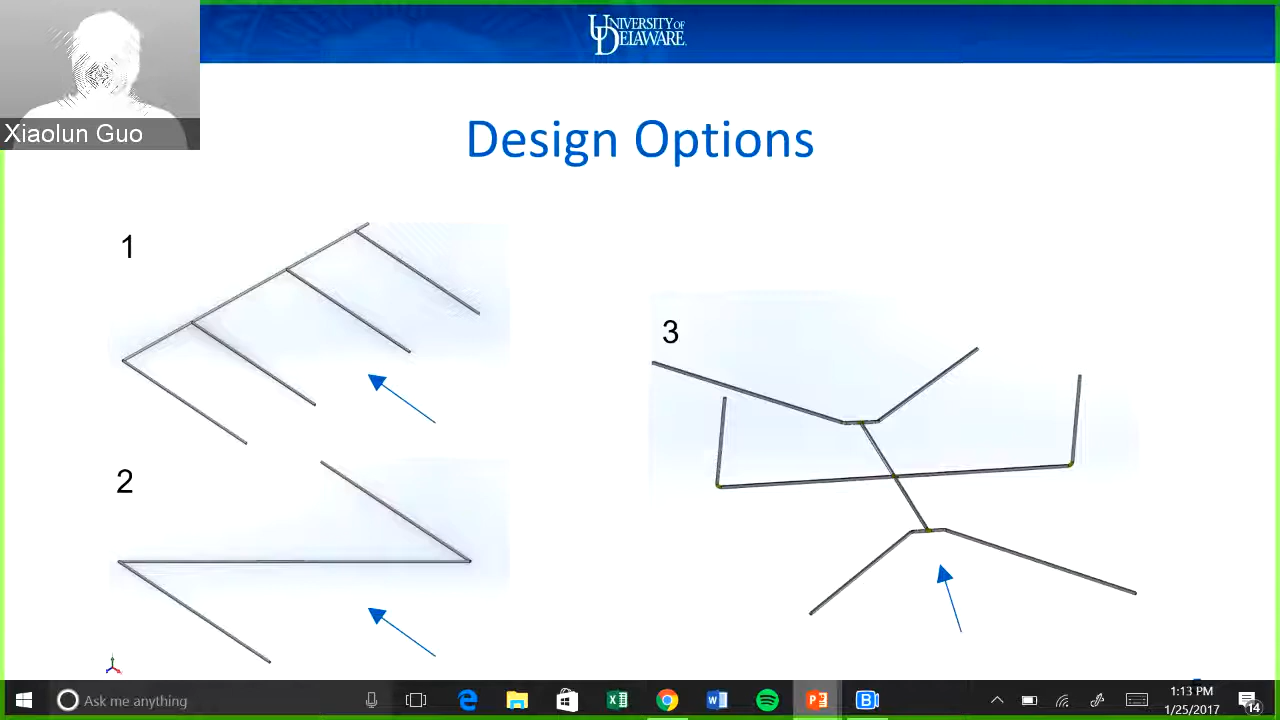 UNIVERSITY OF
DELAWARE
Xiaolun Guo
Design Options
1
2
3
Ask me anything
1:13 PM
1/25/2017
14